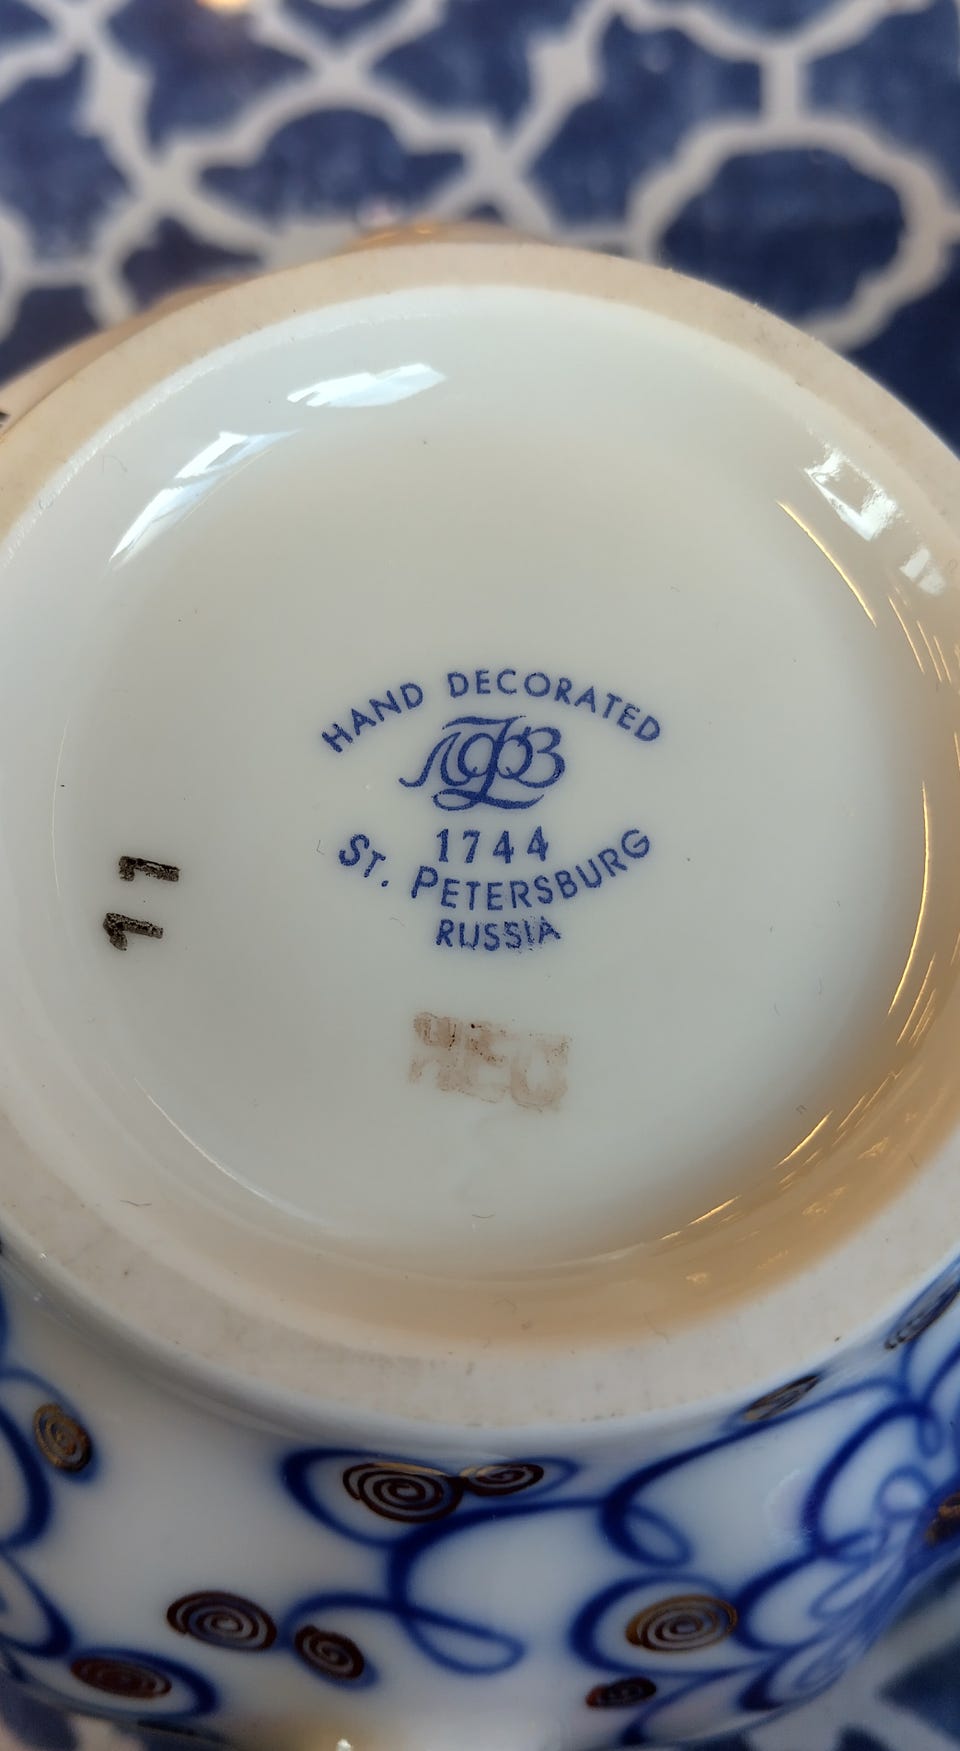 HAND DECORATED
ЛФЗ
1744
ST. PETERSBURG
RUSSIA
11